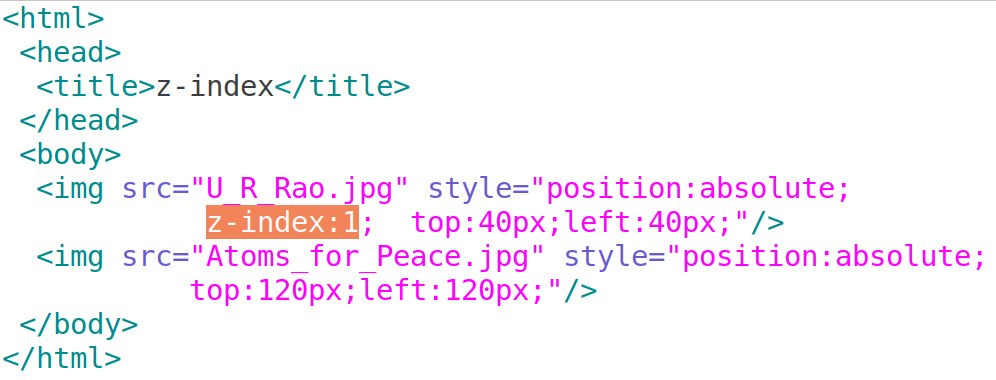 <html>
<head>
<title>z-index</title>
</head>
<body>
<img src="U_R_Rao.jpg" style="position:absolute;
z-index:1;  top:40px;left:40px;"/>
<img src="Atoms_for_Peace.jpg" style="position:absolute;
top:120px;left:120px;"/>
</body>
</html>